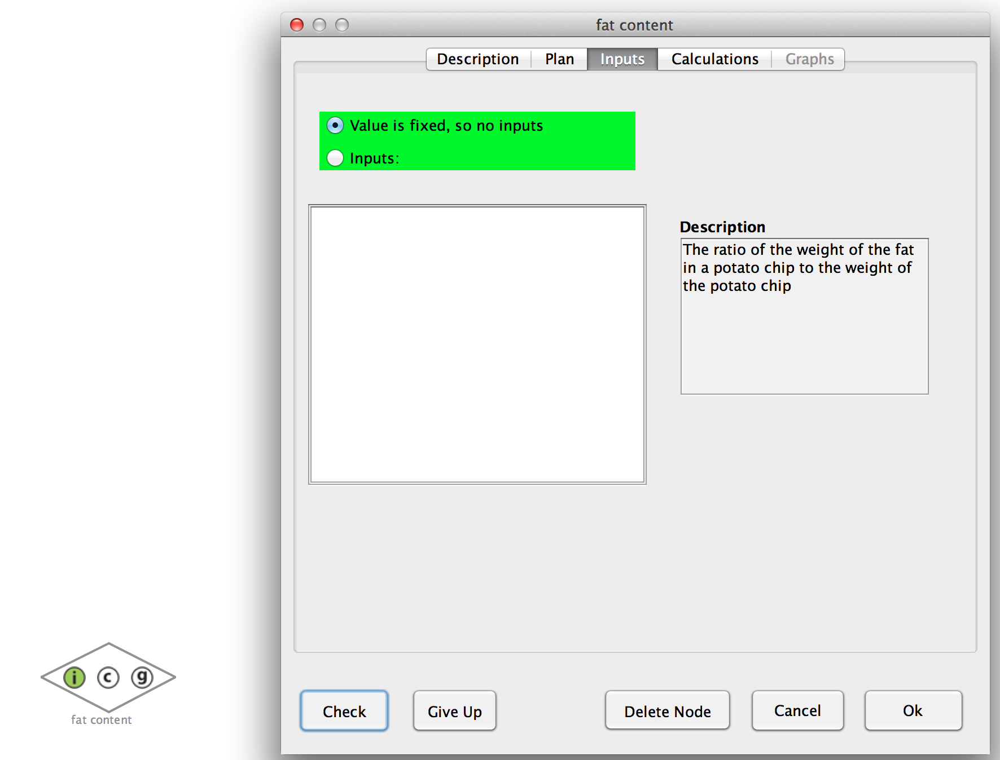 fat content
Description
Plan
Inputs
Calculations
Graphs
Value is fixed, so no inputs
Inputs:
Description
The ratio of the weight of the fat
in a potato chip to the weight of
the potato chip
i c g
fat content
Check
Give Up
Delete Node
Cancel
Ok